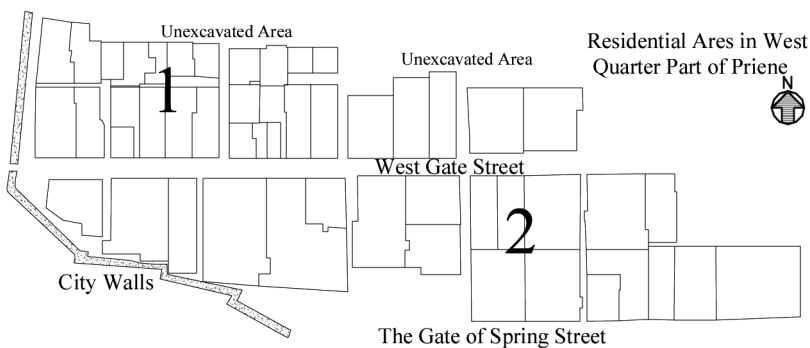 Unexcavated Area
Unexcavated Area
Residential Ares in West
Quarter Part of Priene
N
1
West Gate Street
2
City Walls
The Gate of Spring Street